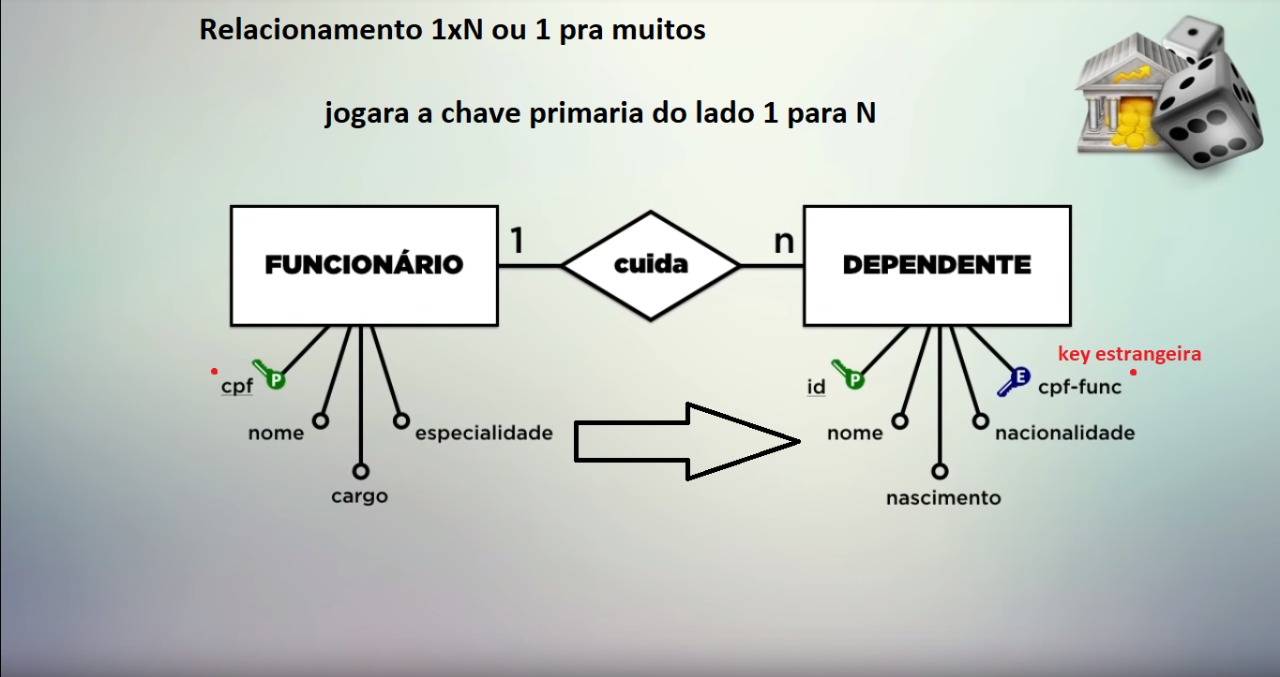 Relacionamento 1xN ou 1 pra muitos
jogara a chave primaria do lado 1 para N
FUNCIONÁRIO
1
cuida
n
DEPENDENTE
cpf
P
nome
cargo
especialidade
id
P
nome
nascimento
nacionalidade
E
cpf-func
key estrangeira